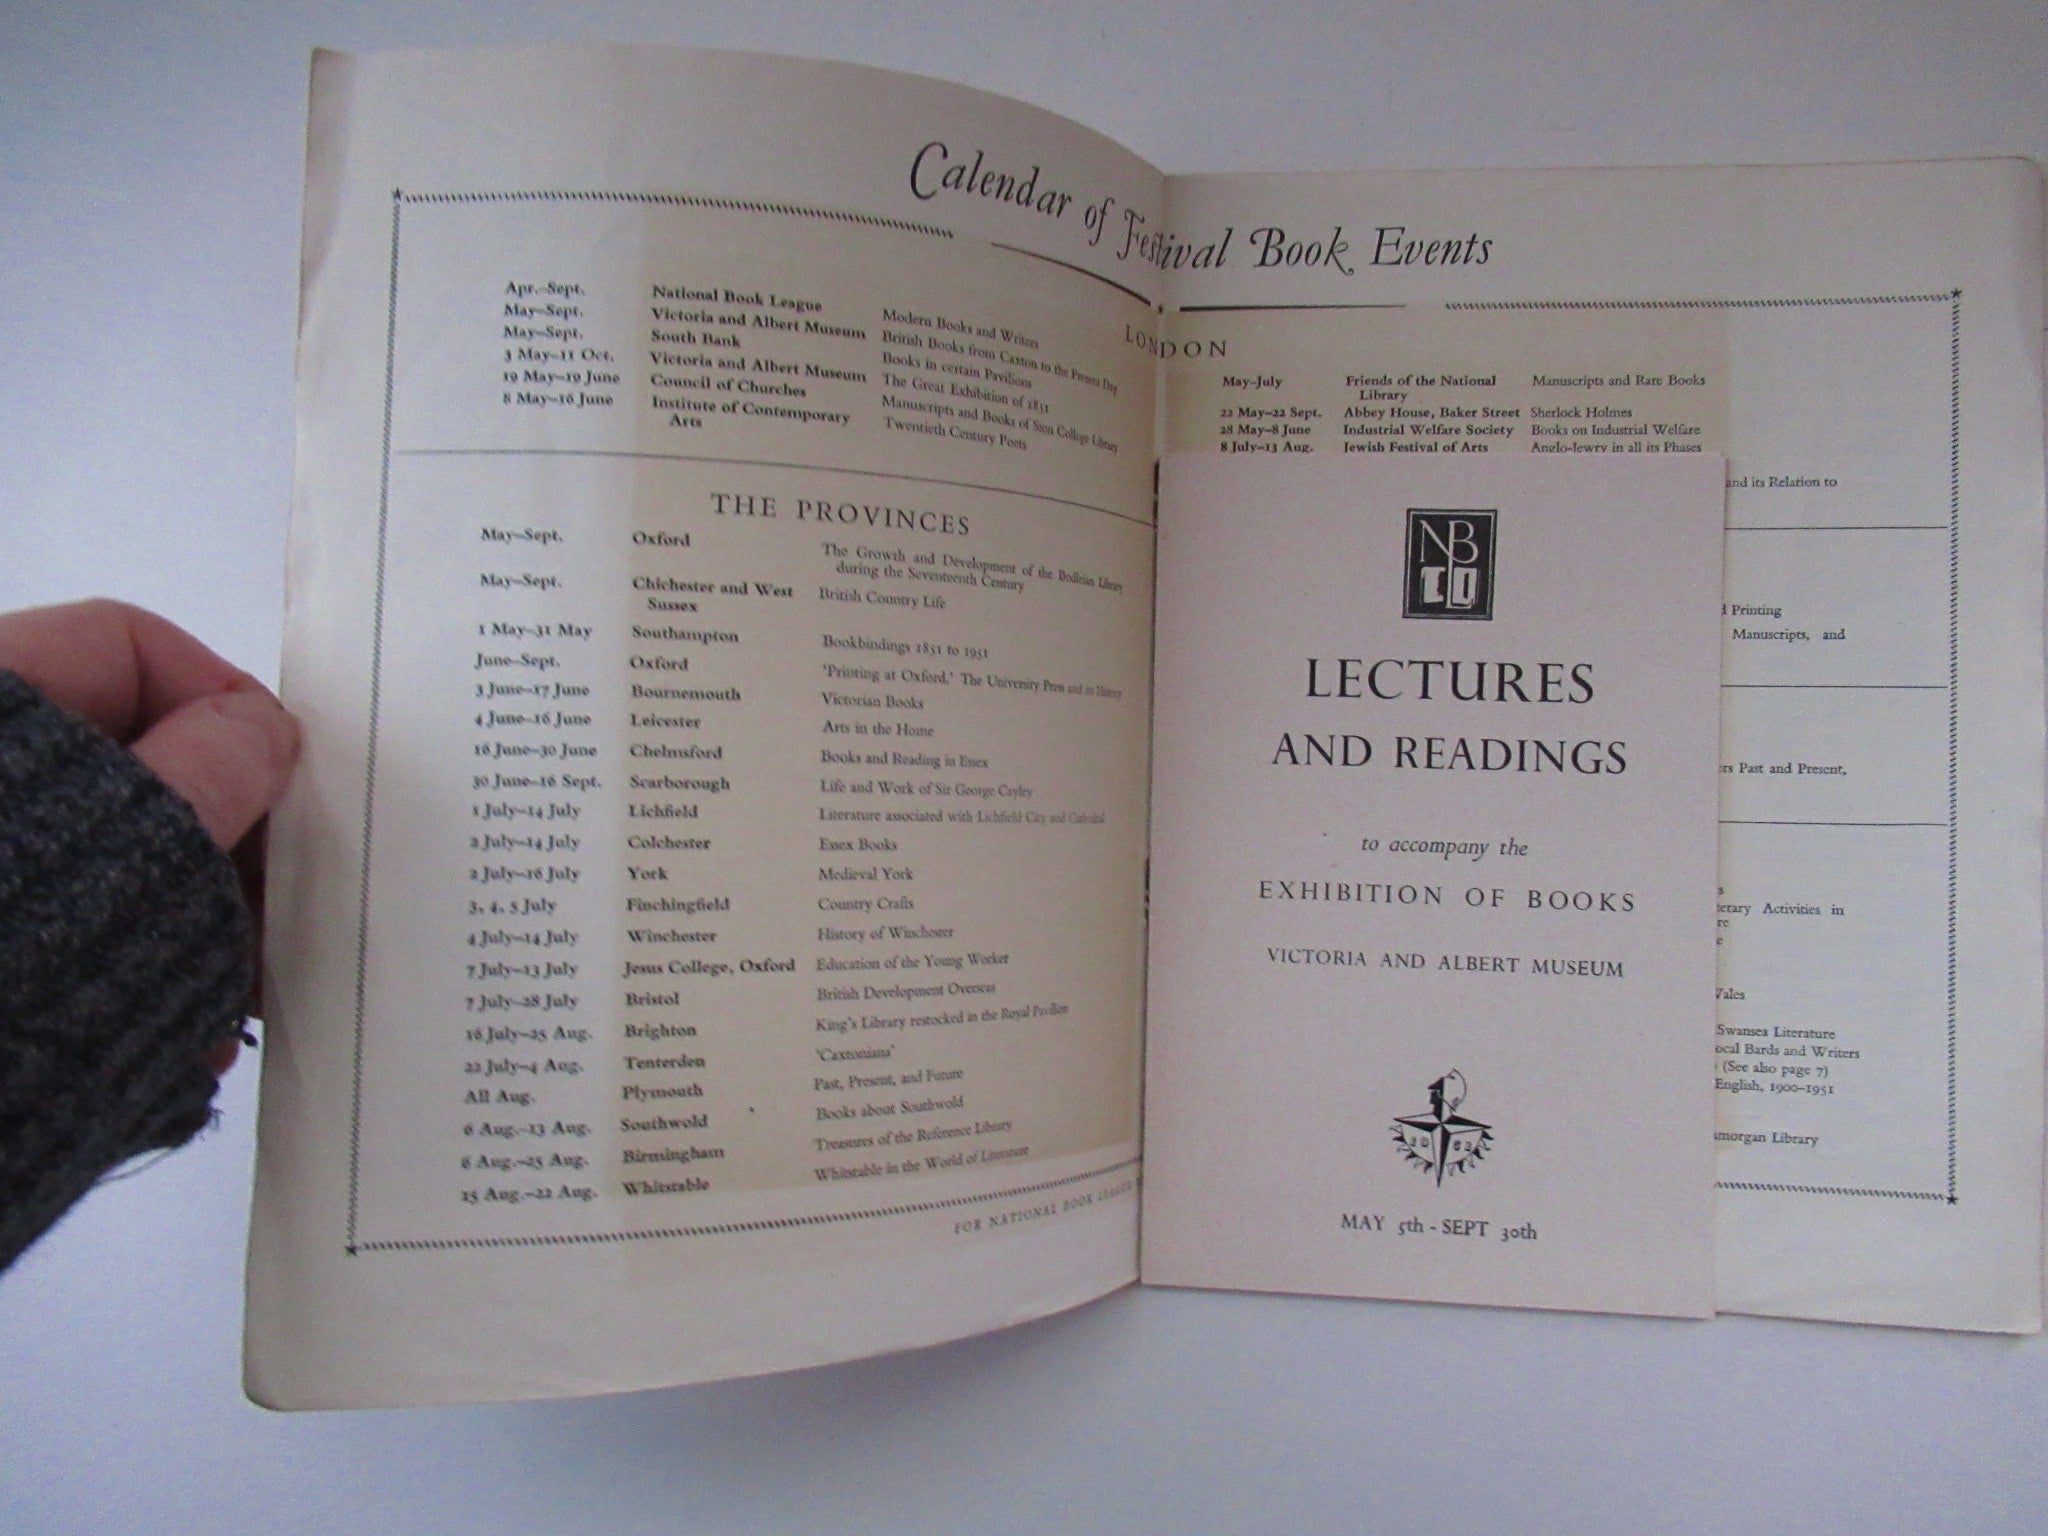 Calendar of Festival Book Events
LONDON
Apr.–Sept. National Book League Modern Books and Writers
May–Sept. Victoria and Albert Museum British Books from Caxton to the Present Day
May–Sept. South Bank Books in certain Pavilions
3 May–11 Oct. Victoria and Albert Museum The Great Exhibition of 1851
19 May–19 June Council of Churches Manuscripts and Books of Sion College Library
8 May–16 June Institute of Contemporary Twentieth Century Poets
Arts
THE PROVINCES
May–Sept. Oxford The Growth and Development of the Bodleian Library
during the Seventeenth Century
May–Sept. Chichester and West British Country Life
Sussex
1 May–31 May Southampton Bookbindings 1851 to 1951
June–Sept. Oxford 'Printing at Oxford.' The University Press and its History
3 June–17 June Bournemouth Victorian Books
4 June–16 June Leicester Arts in the Home
16 June–30 June Chelmsford Books and Reading in Essex
30 June–16 Sept. Scarborough Life and Work of Sir George Cayley
1 July–14 July Lichfield Literature associated with Lichfield City and Cathedral
2 July–14 July Colchester Essex Books
2 July–16 July York Medieval York
3, 4, 5 July Finchingfield Country Crafts
4 July–14 July Winchester History of Winchester
7 July–13 July Jesus College, Oxford Education of the Young Worker
7 July–28 July Bristol British Development Overseas
16 July–25 Aug. Brighton King's Library restocked in the Royal Pavilion
22 July–4 Aug. Tenterden 'Caxtoniana'
All Aug. Plymouth Past, Present, and Future
6 Aug.–13 Aug. Southwold Books about Southwold
6 Aug.–25 Aug. Birmingham Treasures of the Reference Library
15 Aug.–22 Aug. Whitstable Whitstable in the World of Literature
FOR NATIONAL BOOK LEAGUE
May–July Friends of the National Manuscripts and Rare Books
Library
22 May–22 Sept. Abbey House, Baker Street Sherlock Holmes
28 May–8 June Industrial Welfare Society Books on Industrial Welfare
8 July–13 Aug. Jewish Festival of Arts Anglo-Jewry in all its Phases
and its Relation to
Printing
Manuscripts, and
Past and Present,
Activities in
Swansea Literature
Bards and Writers
(See also page 7)
English, 1900–1951
Library
NBL
LECTURES
AND READINGS
to accompany the
EXHIBITION OF BOOKS
VICTORIA AND ALBERT MUSEUM
1951
MAY 5th - SEPT 30th